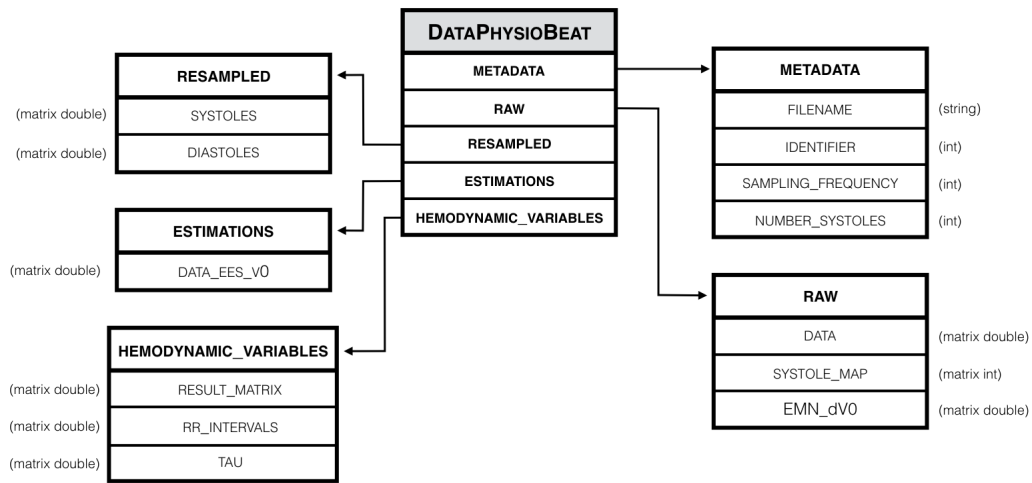 DATAPHYSIOBEAT
METADATA
RAW
RESAMPLED
ESTIMATIONS
HEMODYNAMIC_VARIABLES
RESAMPLED
(matrix double) SYSTOLES
(matrix double) DIASTOLES
ESTIMATIONS
(matrix double) DATA_EES_V0
HEMODYNAMIC_VARIABLES
(matrix double) RESULT_MATRIX
(matrix double) RR_INTERVALS
(matrix double) TAU
METADATA
FILENAME (string)
IDENTIFIER (int)
SAMPLING_FREQUENCY (int)
NUMBER_SYSTOLES (int)
RAW
DATA (matrix double)
SYSTOLE_MAP (matrix int)
EMN_dV0 (matrix double)